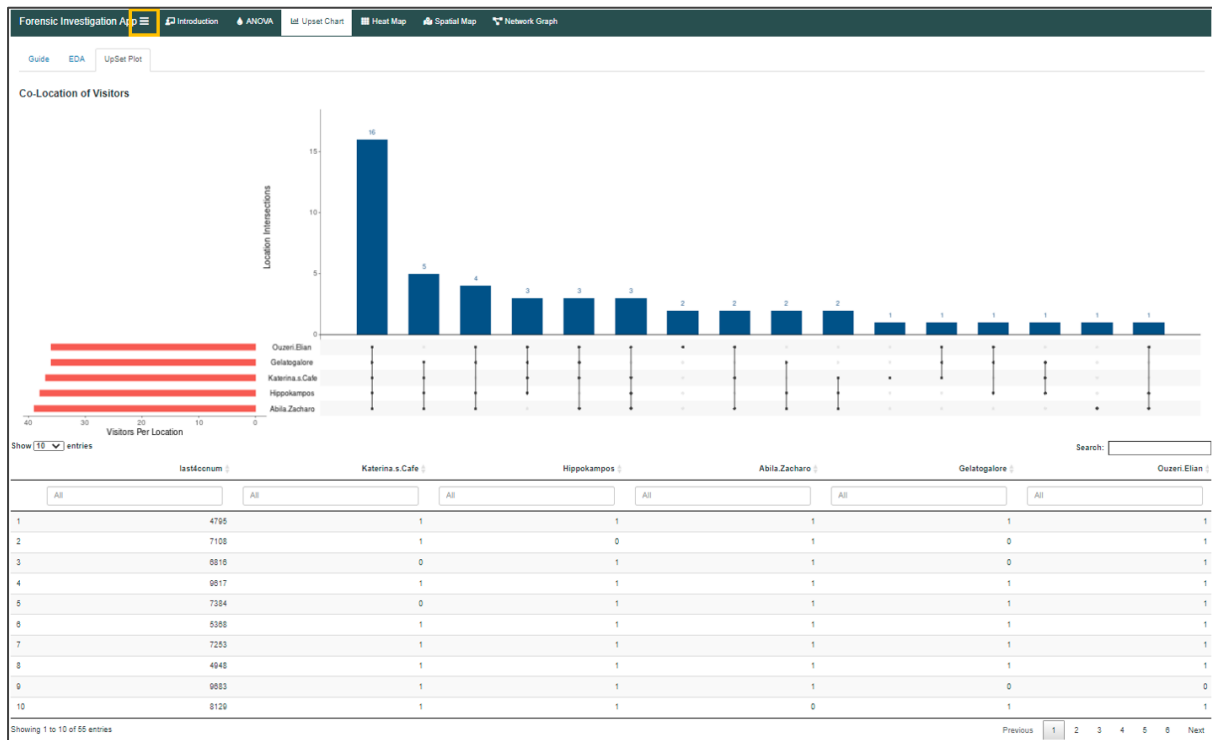 Forensic Investigation App Introduction ANOVA Upset Chart Heat Map Spatial Map Network Graph
Guide EDA UpSet Plot
Co-Location of Visitors
16
15
5
4
3 3 3
2 2 2 2
1 1 1 1 1 1
10
5
0
Location Intersections
Ouzeri.Elian
Gelatogalore
Katerina.s.Cafe
Hippokampos
Abila.Zacharo
40 30 20 10 0
Visitors Per Location
Show 10 entries Search:
last4ccnum Katerina.s.Cafe Hippokampos Abila.Zacharo Gelatogalore Ouzeri.Elian
All All All All All All
1 4795 1 1 1 1 1
2 7108 1 0 1 0 1
3 6816 0 1 1 0 1
4 9617 1 1 1 1 1
5 7384 0 1 1 1 1
6 5368 1 1 1 1 1
7 7253 1 1 1 1 1
8 4948 1 1 1 1 1
9 9683 1 1 1 0 0
10 8129 1 1 0 1 1
Showing 1 to 10 of 55 entries Previous 1 2 3 4 5 6 Next